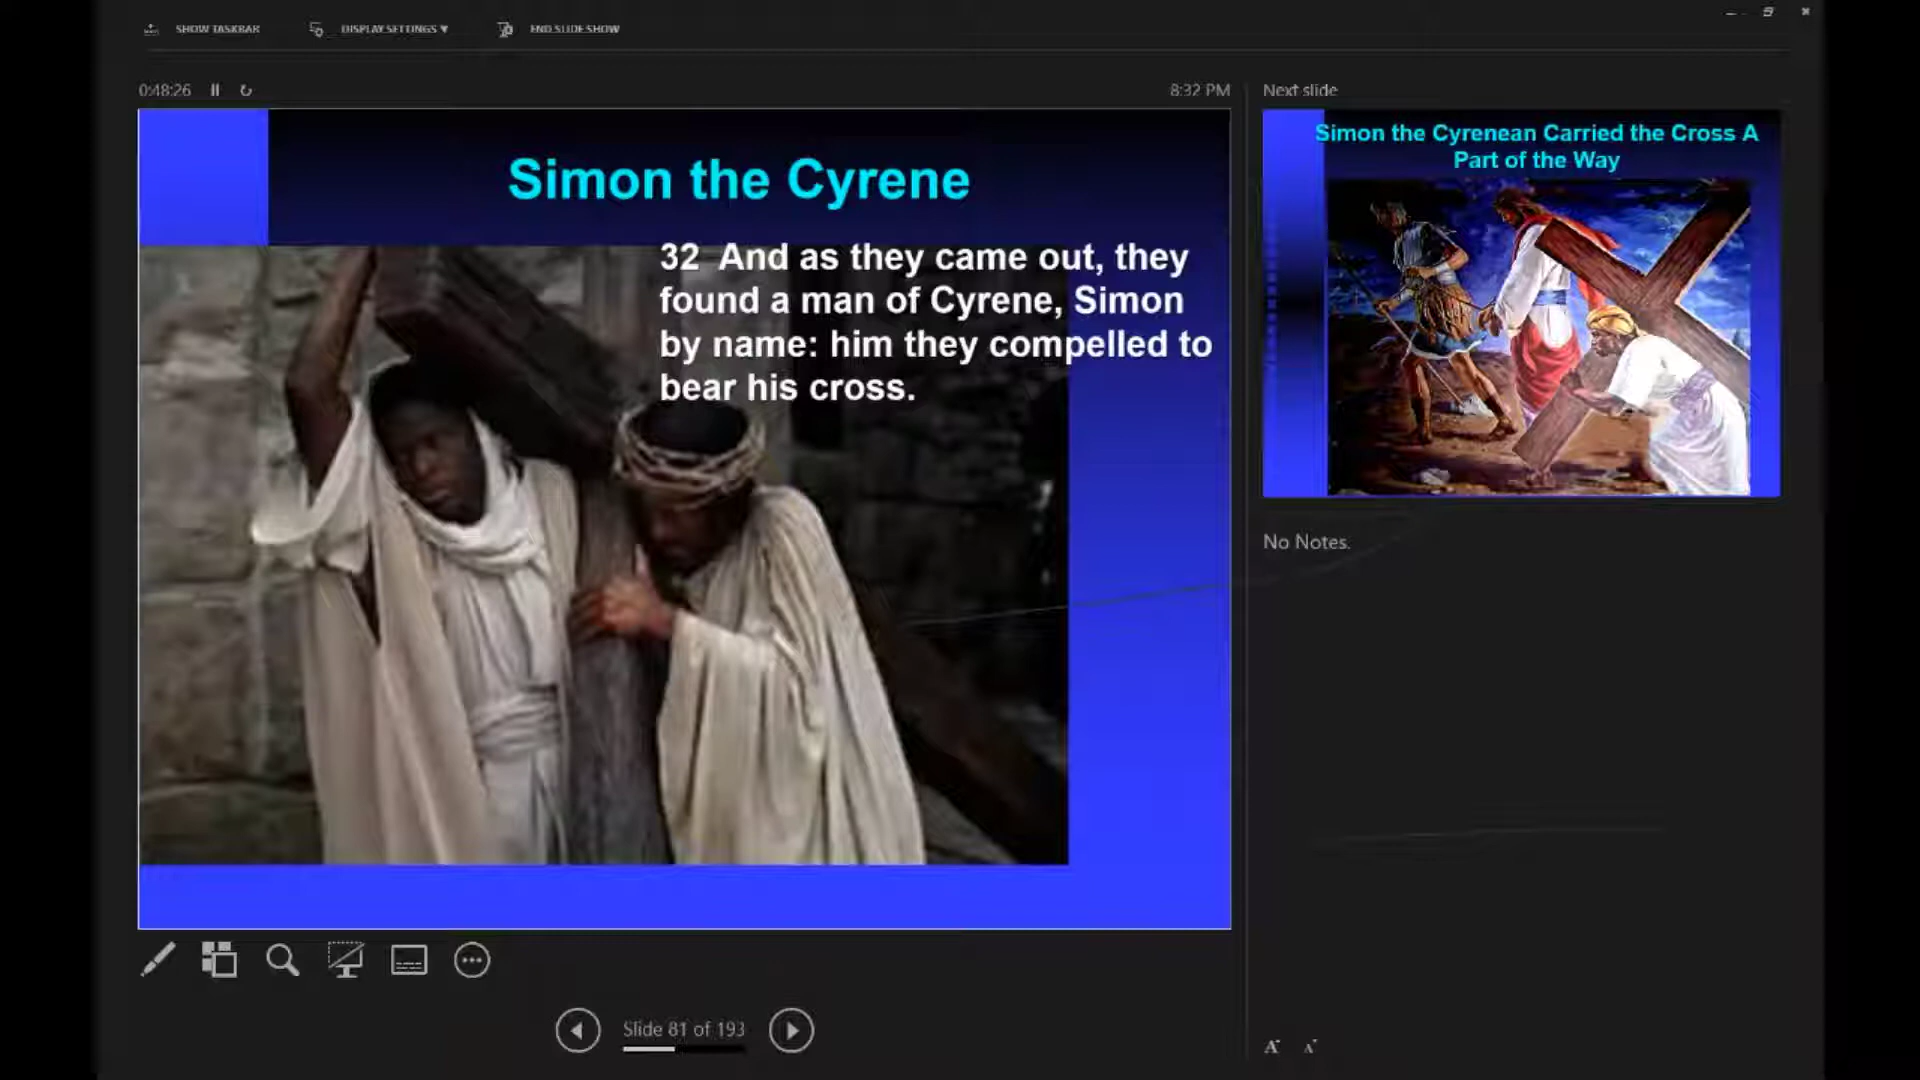 SHOW TASKBAR
DISPLAY SETTINGS ▼
END SLIDE SHOW
0:48:26
8:32 PM
Simon the Cyrene
32 And as they came out, they
found a man of Cyrene, Simon
by name: him they compelled to
bear his cross.
Next slide
Simon the Cyrenean Carried the Cross A
Part of the Way
No Notes.
Slide 81 of 193
A A